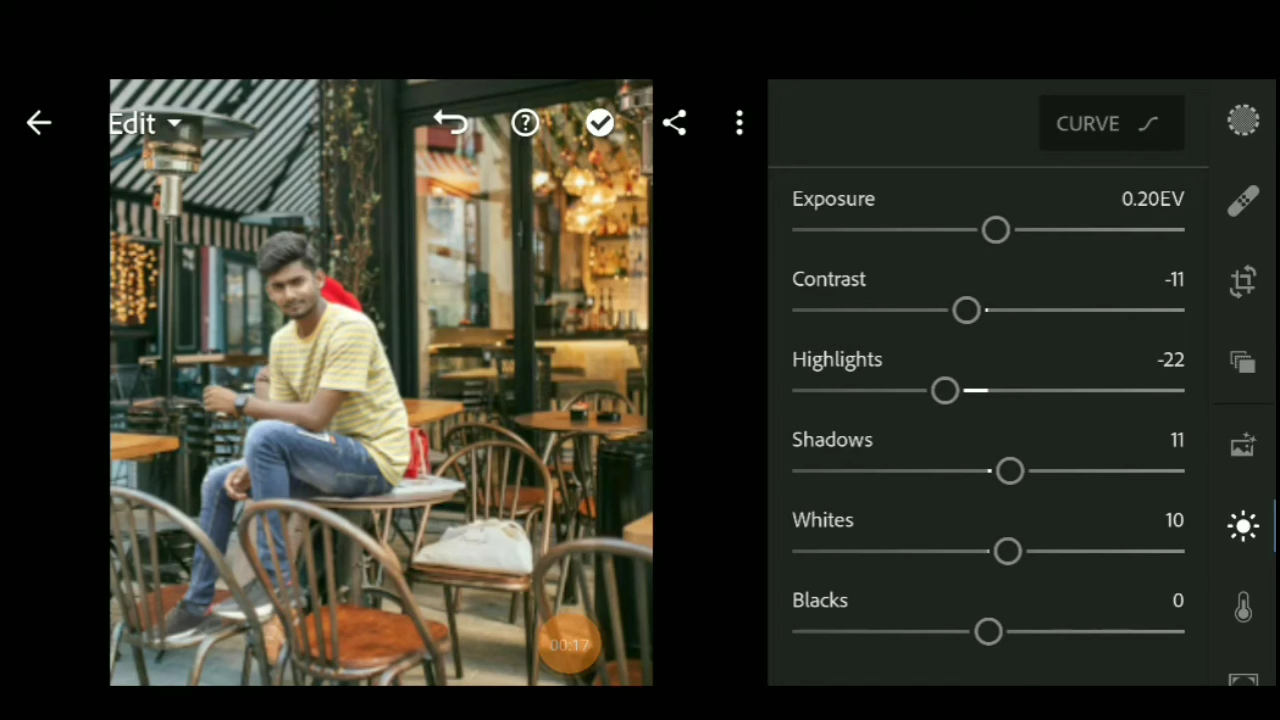 Edit
CURVE
Exposure 0.20EV
Contrast -11
Highlights -22
Shadows 11
Whites 10
Blacks 0
00:17